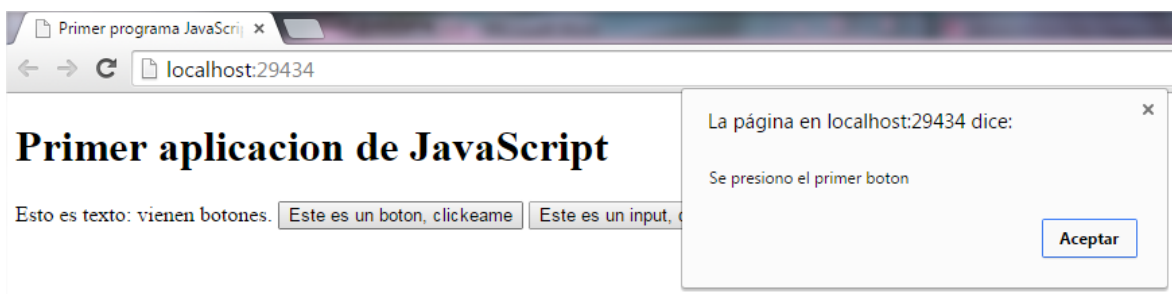 Primer programa JavaScrip
localhost:29434
La página en localhost:29434 dice:
Primer aplicacion de JavaScript
Se presiono el primer boton
Esto es texto: vienen botones. Este es un boton, clickeame Este es un input,
Aceptar